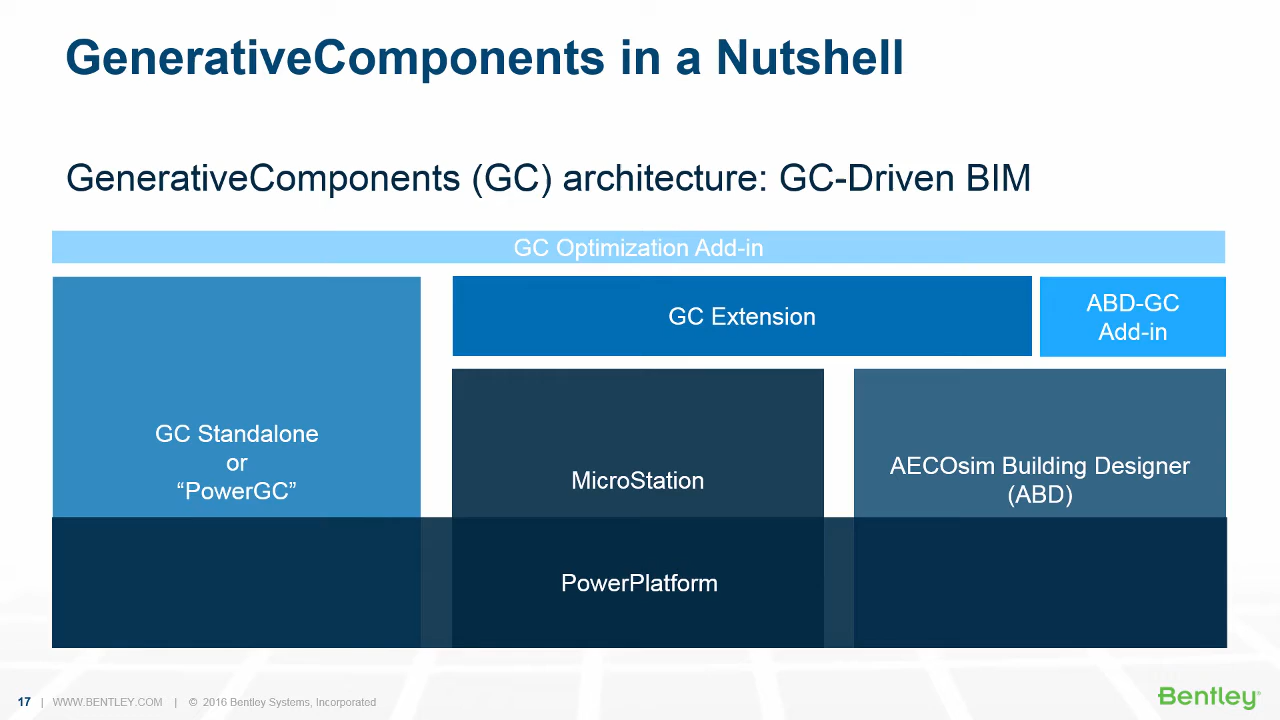 GenerativeComponents in a Nutshell
GenerativeComponents (GC) architecture: GC-Driven BIM
GC Optimization Add-in
GC Extension
ABD-GC
Add-in
GC Standalone
or
“PowerGC”
MicroStation
AECOsim Building Designer
(ABD)
PowerPlatform
17 | WWW.BENTLEY.COM | © 2016 Bentley Systems, Incorporated
Bentley®